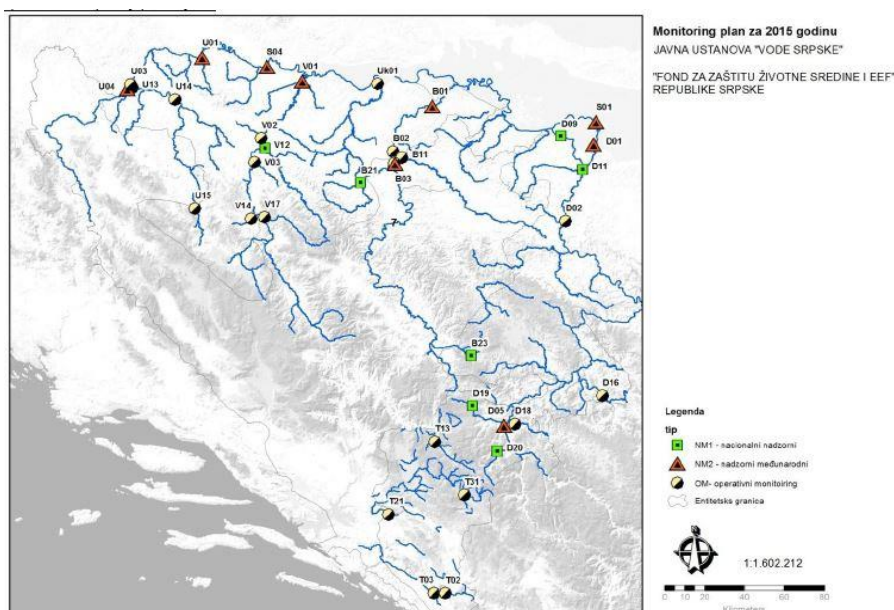 Monitoring plan za 2015 godinu
JAVNA USTANOVA "VODE SRPSKE"
"FOND ZA ZAŠTITU ŽIVOTNE SREDINE I EEF"
REPUBLIKE SRPSKE
U01
S04
U03
U04
U13
U14
V01
Uk01
B01
S01
D09
D01
V02
V12
V03
B02
B11
B21
B03
D11
U15
V14
V17
D02
7
B23
D16
D19
D05
D18
T13
D20
T31
T21
T03
T02
Legenda
tip
NM1 - nacionalni nadzorni
NM2 - nadzorni međunarodni
OM- operativni monitoring
Entitetska granica
1:1.602.212
0 10 20 40 60 80
Kilometers